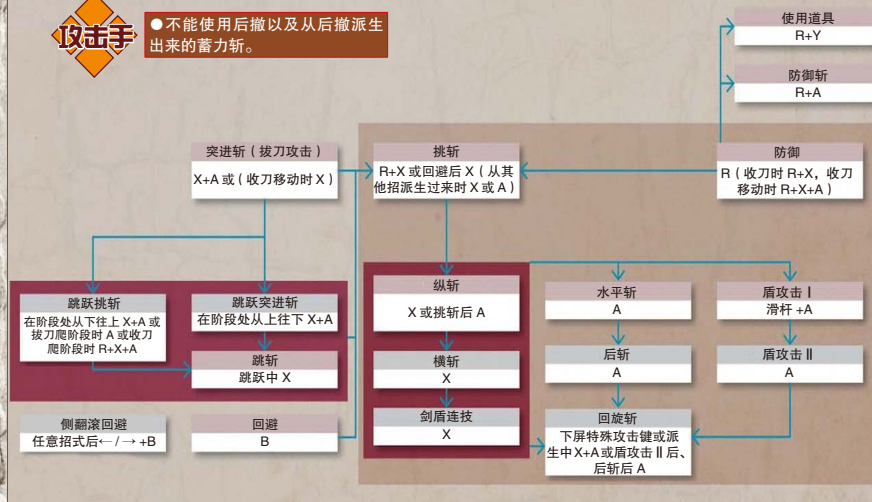 攻击手
●不能使用后撤以及从后撤派生
出来的蓄力斩。
使用道具
R+Y
防御斩
R+A
突进斩（拔刀攻击）
X+A 或（收刀移动时 X）
挑斩
R+X 或回避后 X（从其
他招派生过来时 X 或 A）
防御
R（收刀时 R+X，收刀
移动时 R+X+A）
跳跃挑斩
在阶段处从下往上 X+A 或
拔刀爬阶段时 A 或收刀
爬阶段时 R+X+A
跳跃突进斩
在阶段处从上往下 X+A
跳斩
跳跃中 X
纵斩
X 或挑斩后 A
横斩
X
剑盾连技
X
水平斩
A
后斩
A
盾攻击Ⅰ
滑杆 +A
盾攻击Ⅱ
A
侧翻滚回避
任意招式后←/→ +B
回避
B
回旋斩
下屏特殊攻击键或派
生中 X+A 或盾攻击Ⅱ后、
后斩后 A